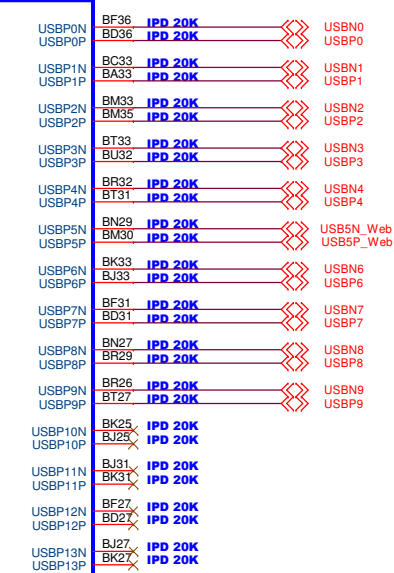 USBP0N BF36 IPD 20K USBN0
USBP0P BD36 IPD 20K USBP0
USBP1N BC33 IPD 20K USBN1
USBP1P BA33 IPD 20K USBP1
USBP2N BM33 IPD 20K USBN2
USBP2P BM35 IPD 20K USBP2
USBP3N BT33 IPD 20K USBN3
USBP3P BU32 IPD 20K USBP3
USBP4N BR32 IPD 20K USBN4
USBP4P BT31 IPD 20K USBP4
USBP5N BN29 IPD 20K USB5N_Web
USBP5P BM30 IPD 20K USB5P_Web
USBP6N BK33 IPD 20K USBN6
USBP6P BJ33 IPD 20K USBP6
USBP7N BF31 IPD 20K USBN7
USBP7P BD31 IPD 20K USBP7
USBP8N BN27 IPD 20K USBN8
USBP8P BR29 IPD 20K USBP8
USBP9N BR26 IPD 20K USBN9
USBP9P BT27 IPD 20K USBP9
USBP10N BK25 IPD 20K
USBP10P BJ25 IPD 20K
USBP11N BJ31 IPD 20K
USBP11P BK31 IPD 20K
USBP12N BF27 IPD 20K
USBP12P BD27 IPD 20K
USBP13N BJ27 IPD 20K
USBP13P BK27 IPD 20K